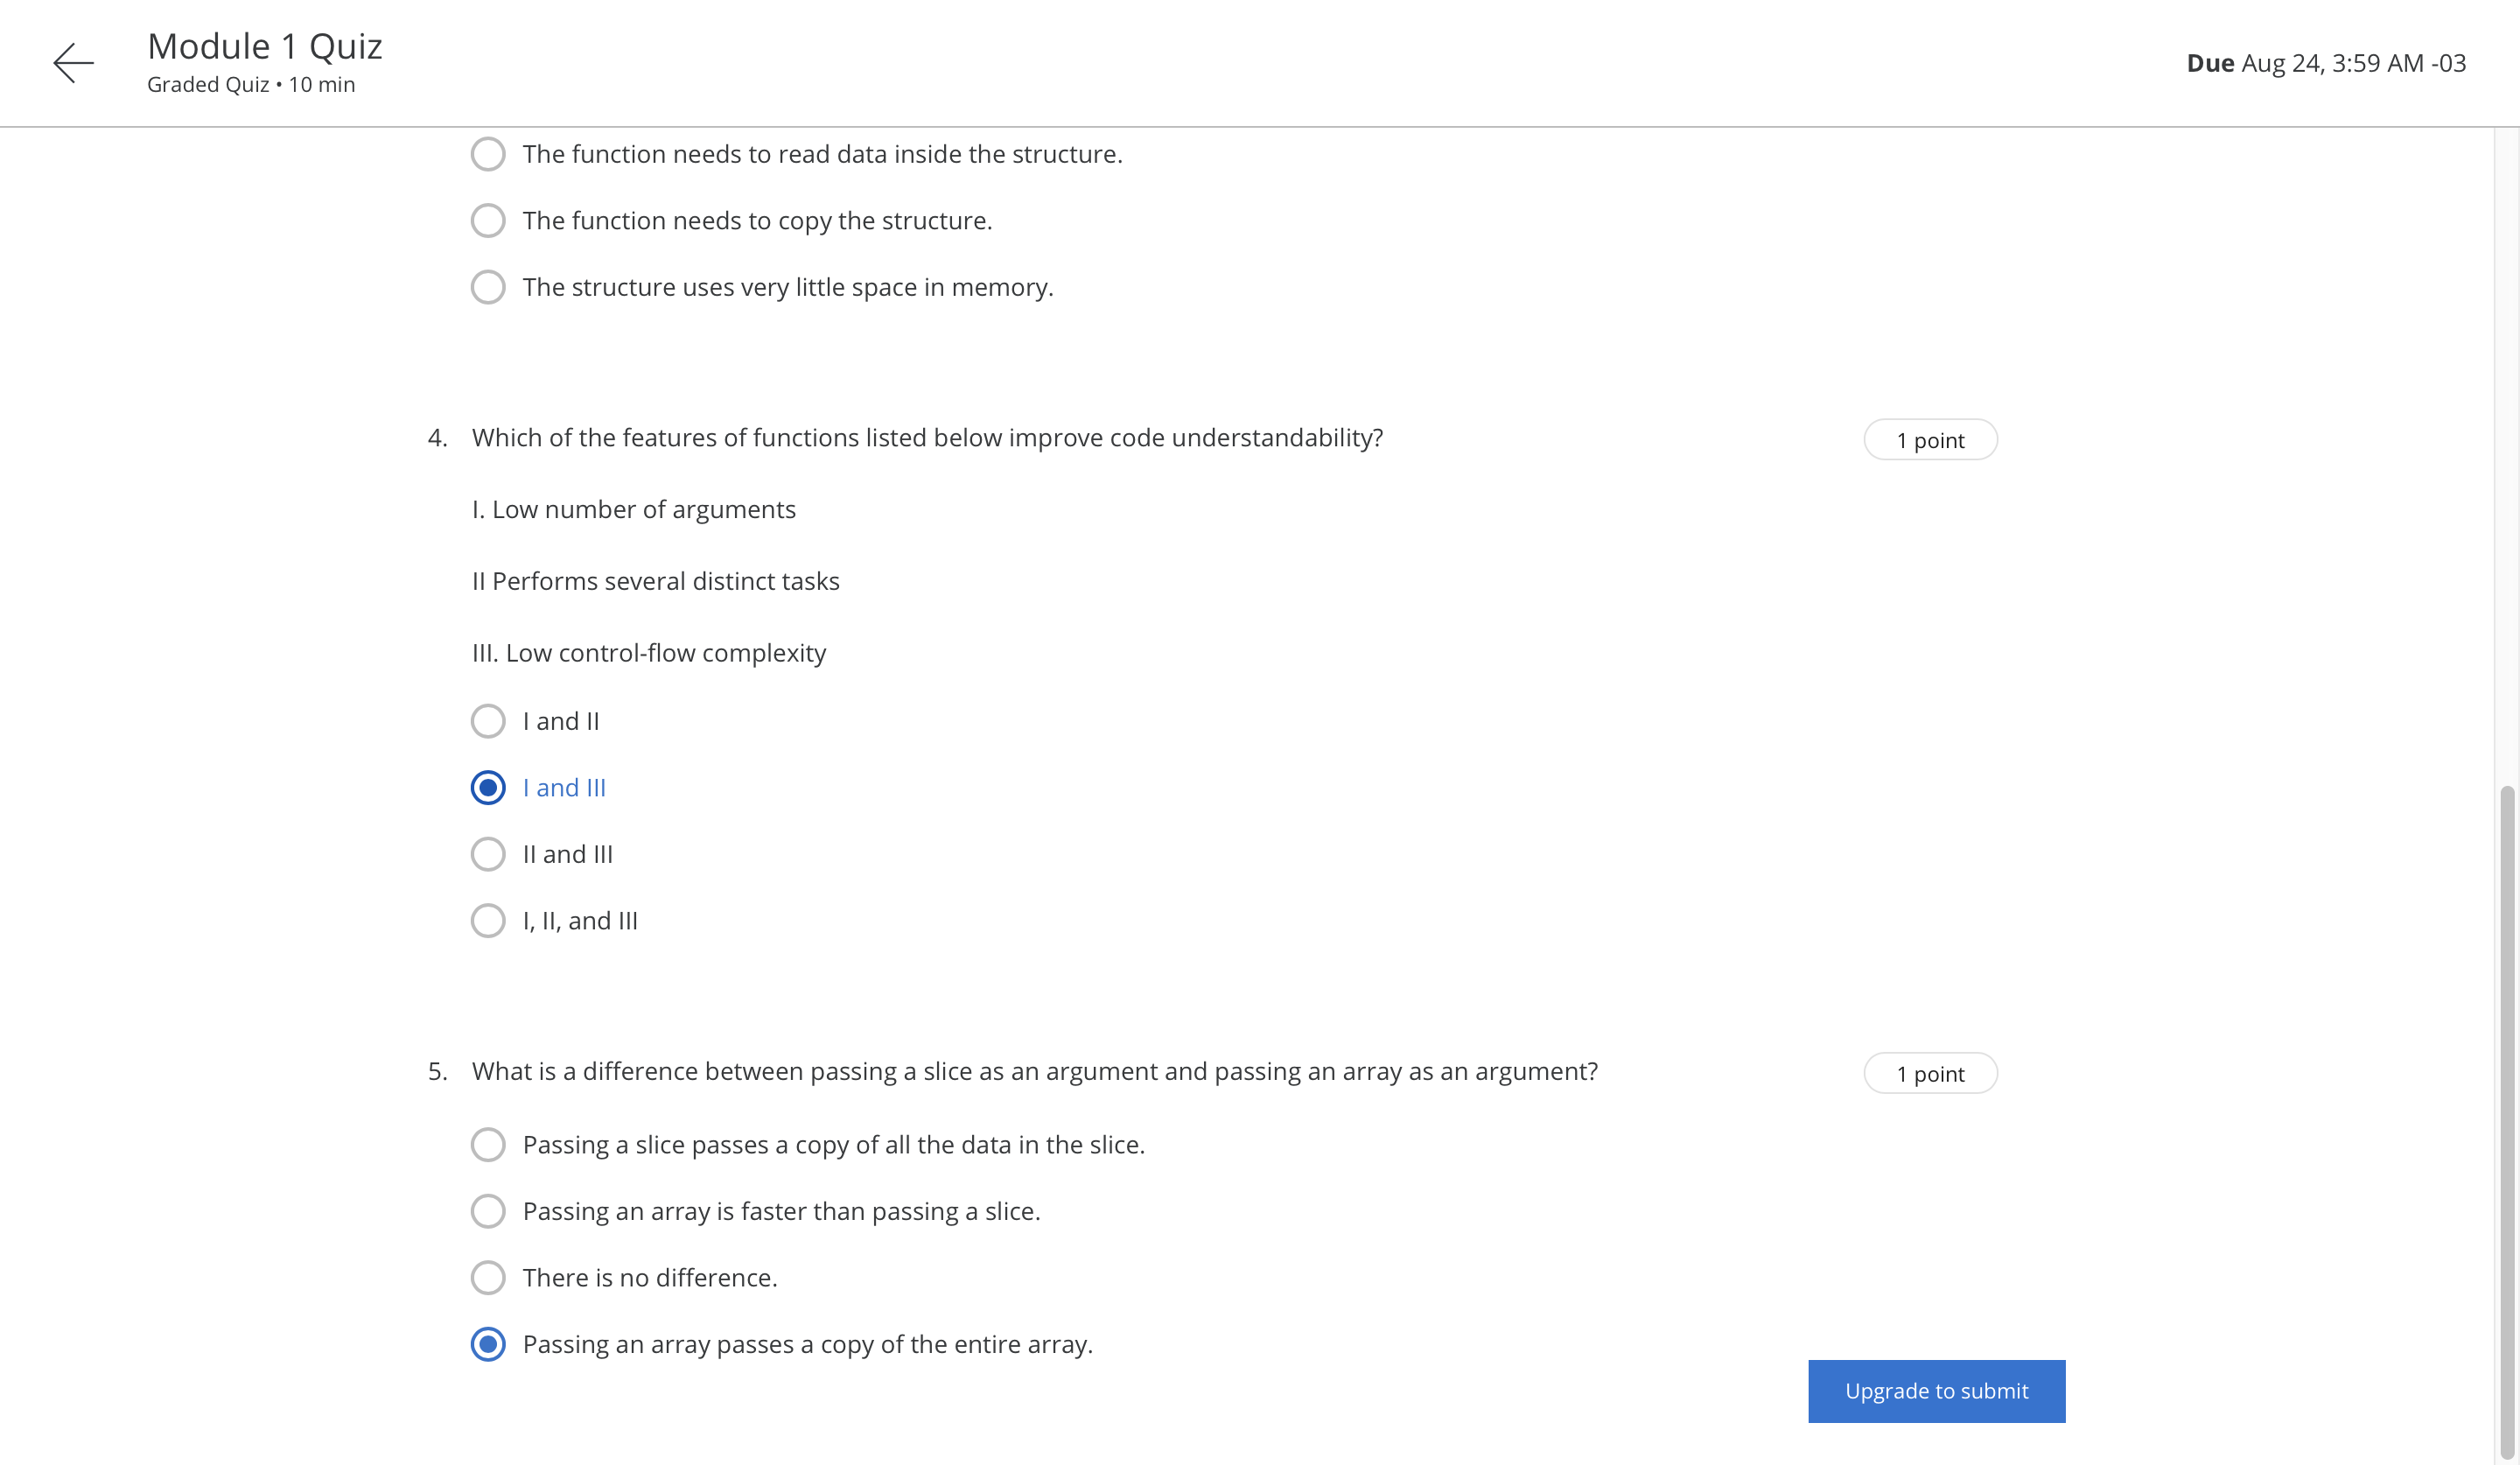 Module 1 Quiz
Graded Quiz • 10 min
Due Aug 24, 3:59 AM -03
The function needs to read data inside the structure.
The function needs to copy the structure.
The structure uses very little space in memory.
4. Which of the features of functions listed below improve code understandability?
1 point
I. Low number of arguments
II Performs several distinct tasks
III. Low control-flow complexity
I and II
I and III
II and III
I, II, and III
5. What is a difference between passing a slice as an argument and passing an array as an argument?
1 point
Passing a slice passes a copy of all the data in the slice.
Passing an array is faster than passing a slice.
There is no difference.
Passing an array passes a copy of the entire array.
Upgrade to submit